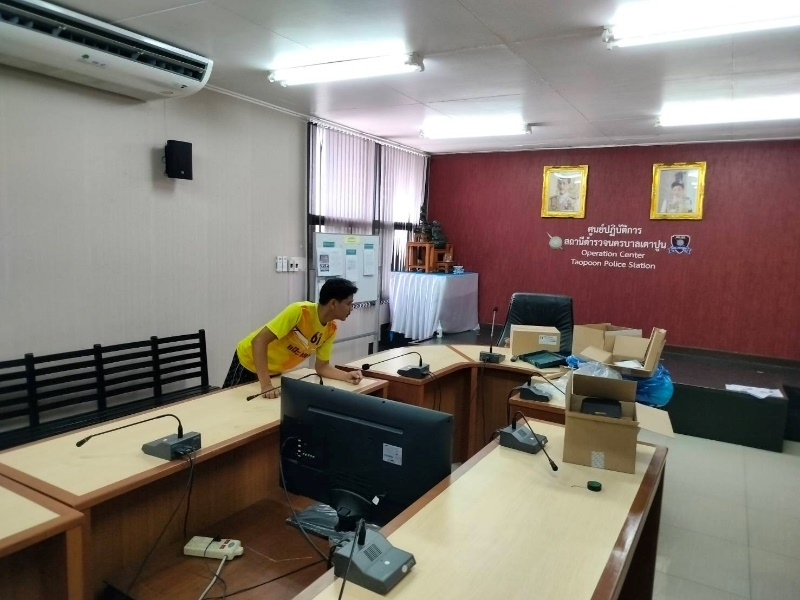 ศูนย์ปฏิบัติการ
สถานีตำรวจนครบาลเตาปูน
Operation Center
Taopoon Police Station
61